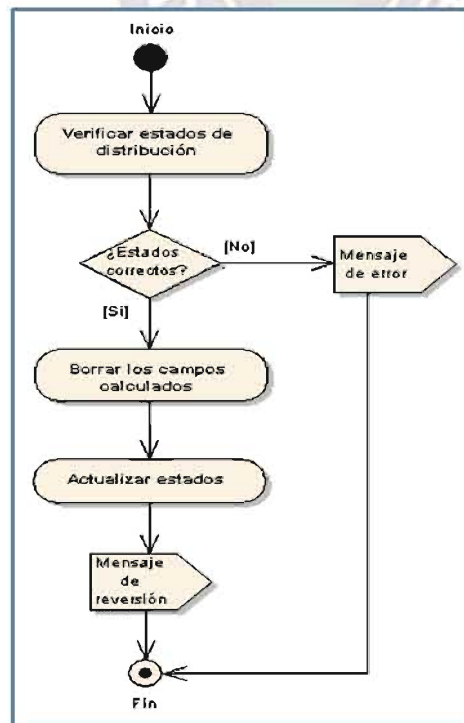 Inicio
Verificar estados de
distribución
¿Estados
correctos?
[No]
Mensaje
de error
[Si]
Borrar los campos
calculados
Actualizar estados
Mensaje
de
reversión
Fin